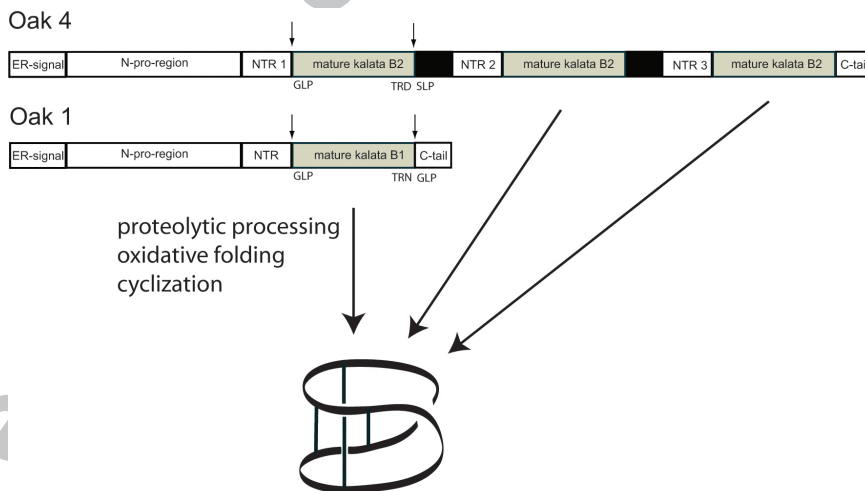 Oak 4
ER-signal N-pro-region NTR 1 mature kalata B2 NTR 2 mature kalata B2 NTR 3 mature kalata B2 C-tail
GLP TRD SLP
Oak 1
ER-signal N-pro-region NTR mature kalata B1 C-tail
GLP TRN GLP
proteolytic processing
oxidative folding
cyclization